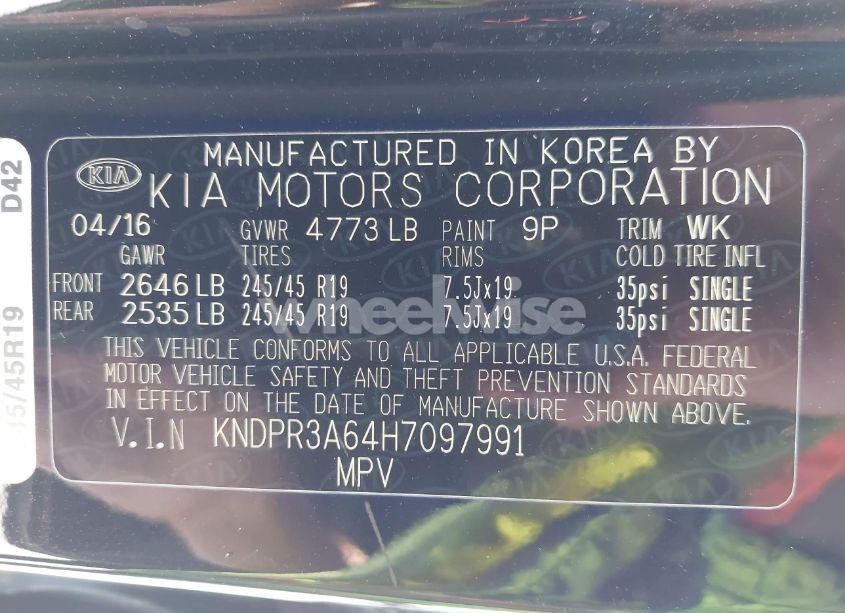 MANUFACTURED IN KOREA BY
KIA KIA MOTORS CORPORATION
04/16 GVWR 4773 LB PAINT 9P TRIM WK
GAWR TIRES RIMS COLD TIRE INFL
FRONT 2646 LB 245/45 R19 7.5Jx19 35psi SINGLE
REAR 2535 LB 245/45 R19 7.5Jx19 35psi SINGLE
THIS VEHICLE CONFORMS TO ALL APPLICABLE U.S.A. FEDERAL
MOTOR VEHICLE SAFETY AND THEFT PREVENTION STANDARDS
IN EFFECT ON THE DATE OF MANUFACTURE SHOWN ABOVE.
V.I.N KNDPR3A64H7097991
MPV
D42
45/45R19
wheelwise